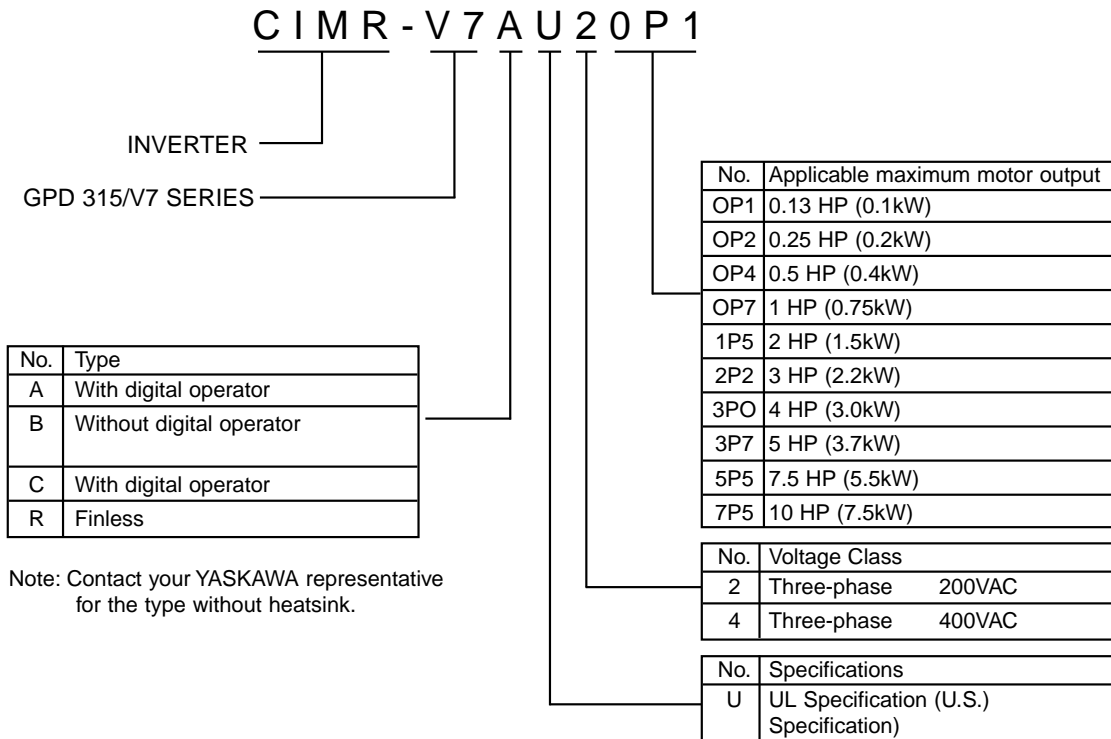 CIMR-V7AU20P1
INVERTER
GPD 315/V7 SERIES
No. Applicable maximum motor output
OP1 0.13 HP (0.1kW)
OP2 0.25 HP (0.2kW)
OP4 0.5 HP (0.4kW)
OP7 1 HP (0.75kW)
1P5 2 HP (1.5kW)
2P2 3 HP (2.2kW)
3PO 4 HP (3.0kW)
3P7 5 HP (3.7kW)
5P5 7.5 HP (5.5kW)
7P5 10 HP (7.5kW)
No. Type
A With digital operator
B Without digital operator
C With digital operator
R Finless
Note: Contact your YASKAWA representative
for the type without heatsink.
No. Voltage Class
2 Three-phase 200VAC
4 Three-phase 400VAC
No. Specifications
U UL Specification (U.S.)
Specification)